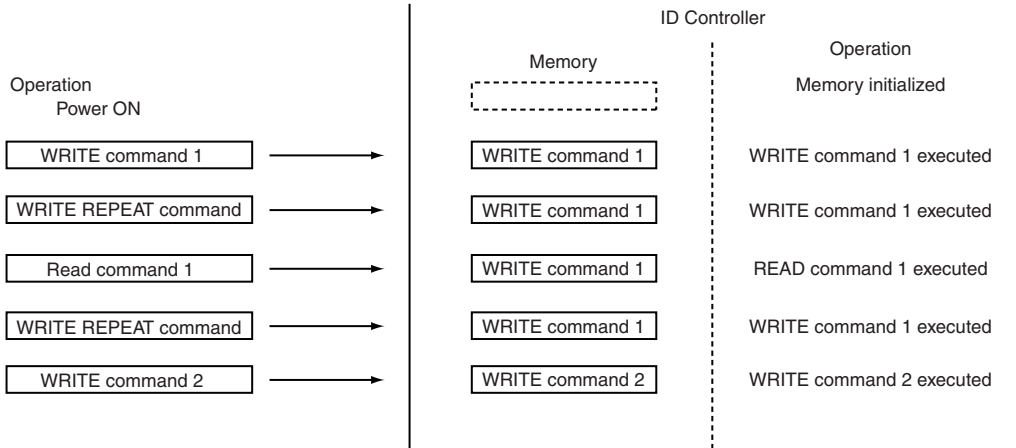 ID Controller
Operation
Memory
Operation
Memory initialized
Power ON
WRITE command 1
WRITE command 1
WRITE command 1 executed
WRITE REPEAT command
WRITE command 1
WRITE command 1 executed
Read command 1
WRITE command 1
READ command 1 executed
WRITE REPEAT command
WRITE command 1
WRITE command 1 executed
WRITE command 2
WRITE command 2
WRITE command 2 executed